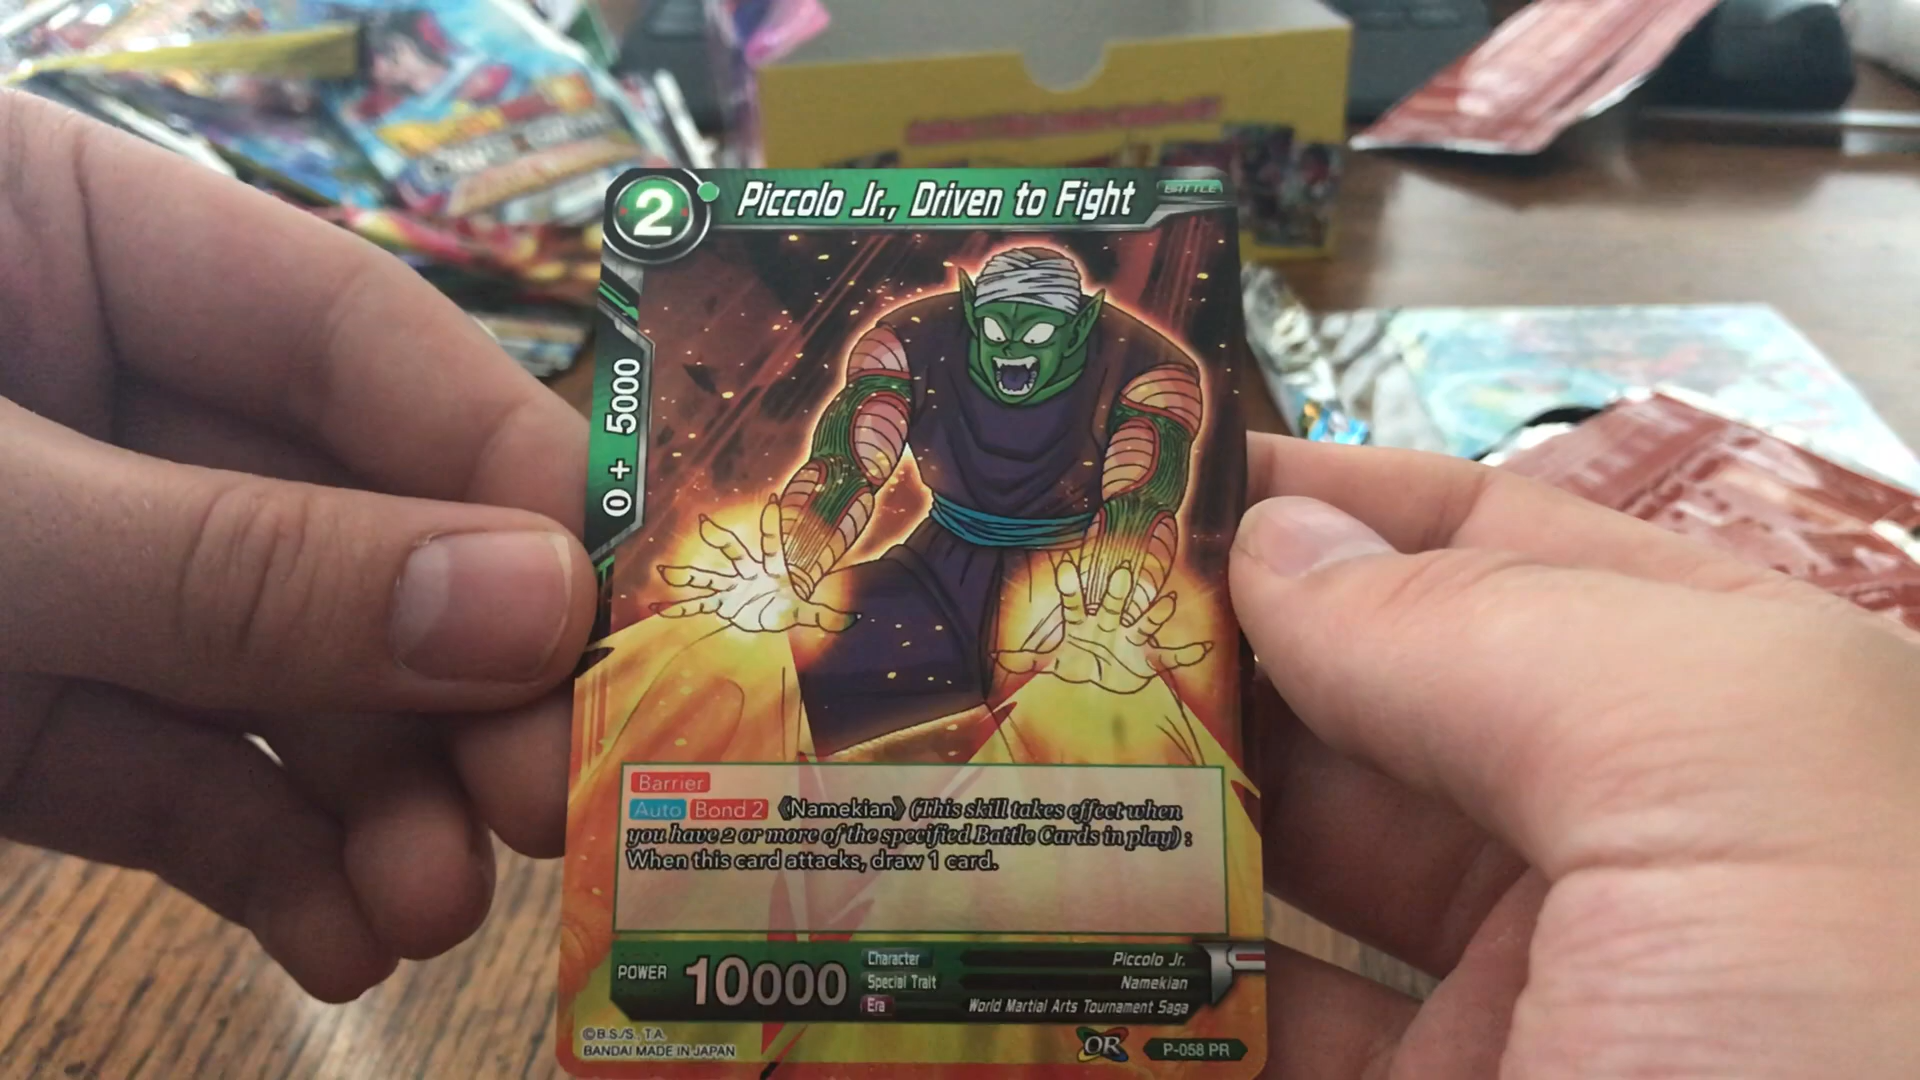 2
Piccolo Jr., Driven to Fight
BATTLE
0 + 5000
Barrier
Auto Bond 2 《Namekian》 (This skill takes effect when
you have 2 or more of the specified Battle Cards in play) :
When this card attacks, draw 1 card.
POWER 10000
Character Piccolo Jr.
Special Trait Namekian
Era World Martial Arts Tournament Saga
©B.S./S., T.A.
BANDAI MADE IN JAPAN
OR
P-058 PR